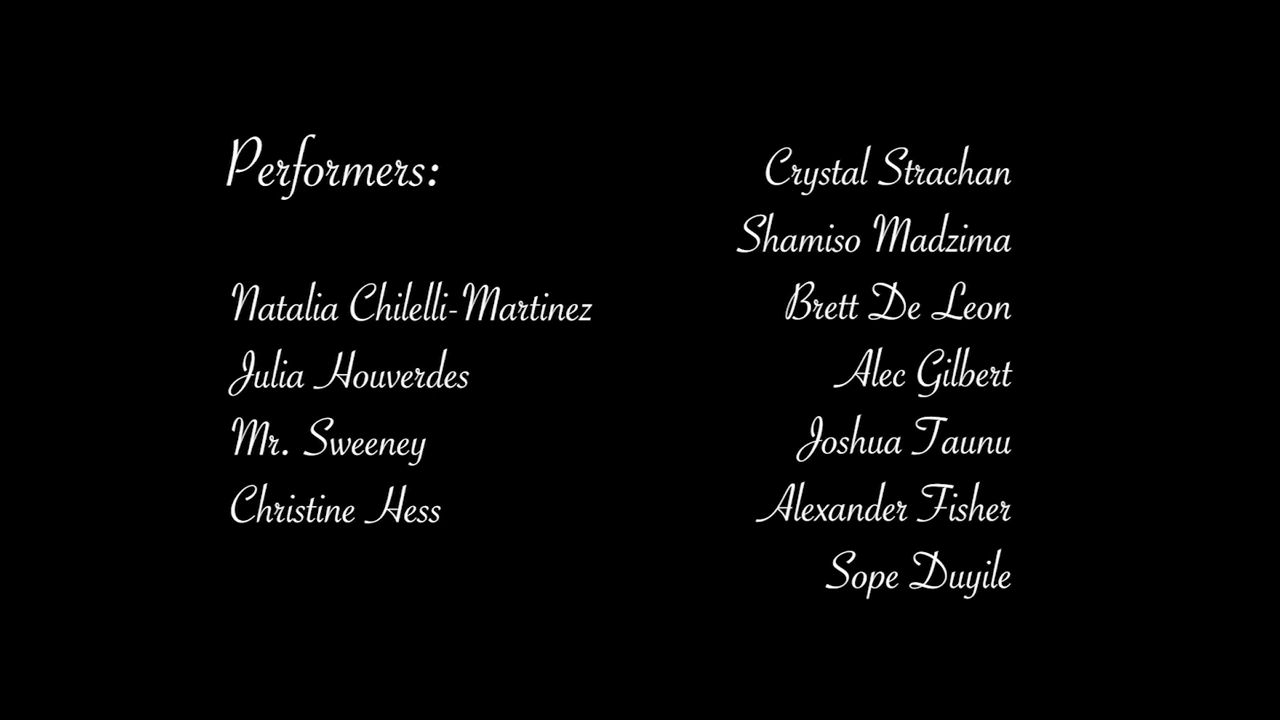 Performers:
Natalia Chilelli-Martinez
Julia Houverdes
Mr. Sweeney
Christine Hess
Crystal Strachan
Shamiso Madzima
Brett De Leon
Alec Gilbert
Joshua Taunu
Alexander Fisher
Sope Duyile